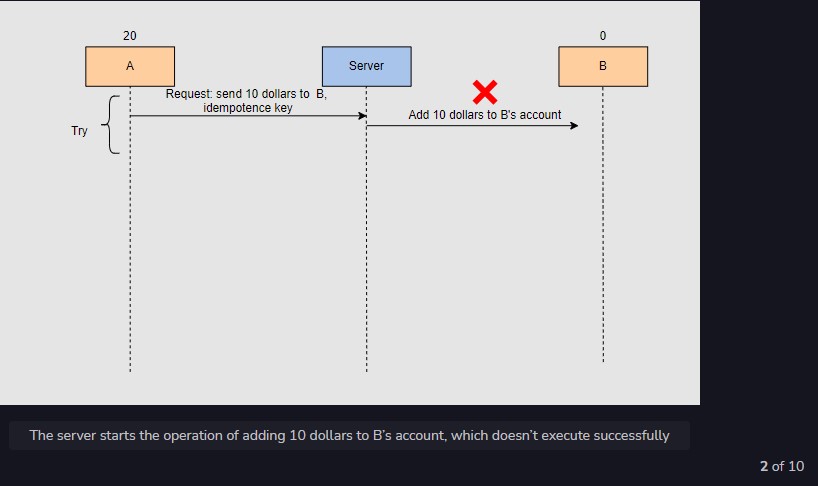 20
0
A
Server
B
Request: send 10 dollars to B,
idempotence key
Add 10 dollars to B's account
Try
The server starts the operation of adding 10 dollars to B's account, which doesn't execute successfully
2 of 10